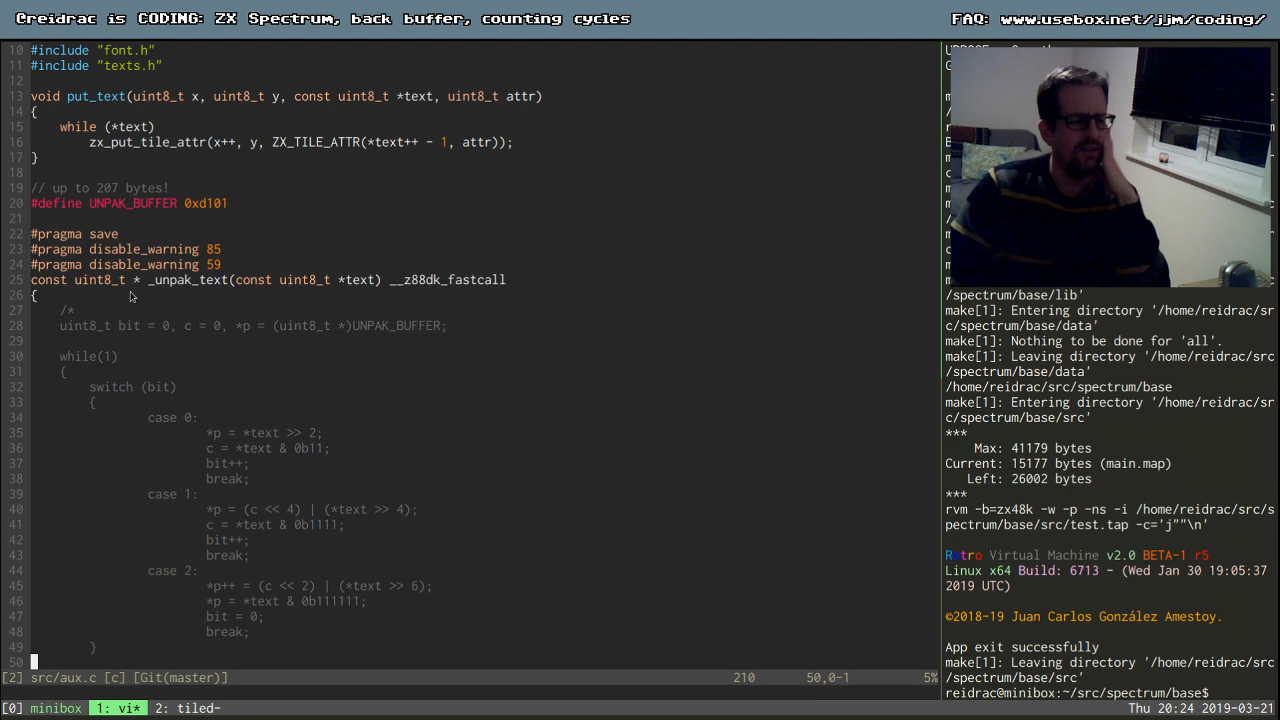 @reidrac is CODING: ZX Spectrum, back buffer, counting cycles
FAQ: www.usebox.net/jjm/coding/
10 #include "font.h"
11 #include "texts.h"
12
13 void put_text(uint8_t x, uint8_t y, const uint8_t *text, uint8_t attr)
14 {
15     while (*text)
16         zx_put_tile_attr(x++, y, ZX_TILE_ATTR(*text++ - 1, attr));
17 }
18
19 // up to 207 bytes!
20 #define UNPAK_BUFFER 0xd101
21
22 #pragma save
23 #pragma disable_warning 85
24 #pragma disable_warning 59
25 const uint8_t * _unpak_text(const uint8_t *text) __z88dk_fastcall
26 {
27     /*
28     uint8_t bit = 0, c = 0, *p = (uint8_t *)UNPAK_BUFFER;
29
30     while(1)
31     {
32         switch (bit)
33         {
34                 case 0:
35                         *p = *text >> 2;
36                         c = *text & 0b11;
37                         bit++;
38                         break;
39                 case 1:
40                         *p = (c << 4) | (*text >> 4);
41                         c = *text & 0b1111;
42                         bit++;
43                         break;
44                 case 2:
45                         *p++ = (c << 2) | (*text >> 6);
46                         *p = *text & 0b111111;
47                         bit = 0;
48                         break;
49         }
50
[2] src/aux.c [c] [Git(master)] 210 50,0-1 5%
/spectrum/base/lib'
make[1]: Entering directory '/home/reidrac/sr
c/spectrum/base/data'
make[1]: Nothing to be done for 'all'.
make[1]: Leaving directory '/home/reidrac/src
/spectrum/base/data'
/home/reidrac/src/spectrum/base
make[1]: Entering directory '/home/reidrac/sr
c/spectrum/base/src'
***
    Max: 41179 bytes
Current: 15177 bytes (main.map)
   Left: 26002 bytes
***
rvm -b=zx48k -w -p -ns -i /home/reidrac/src/s
pectrum/base/src/test.tap -c='j""\n'
Retro Virtual Machine v2.0 BETA-1 r5
Linux x64 Build: 6713 - (Wed Jan 30 19:05:37
2019 UTC)
©2018-19 Juan Carlos González Amestoy.
App exit successfully
make[1]: Leaving directory '/home/reidrac/src
/spectrum/base/src'
reidrac@minibox:~/src/spectrum/base$
[0] minibox 1: vi* 2: tiled- Thu 20:24 2019-03-21